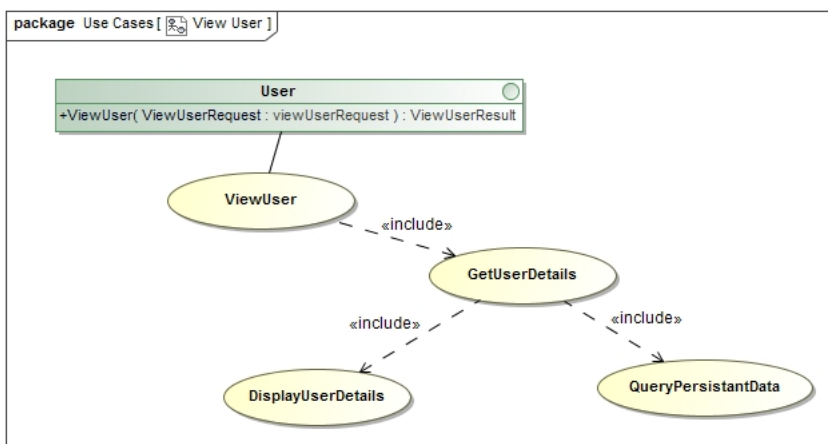 package Use Cases [ View User ]
User
+ViewUser( ViewUserRequest : viewUserRequest ) : ViewUserResult
ViewUser
«include»
GetUserDetails
«include»
«include»
DisplayUserDetails
QueryPersistantData